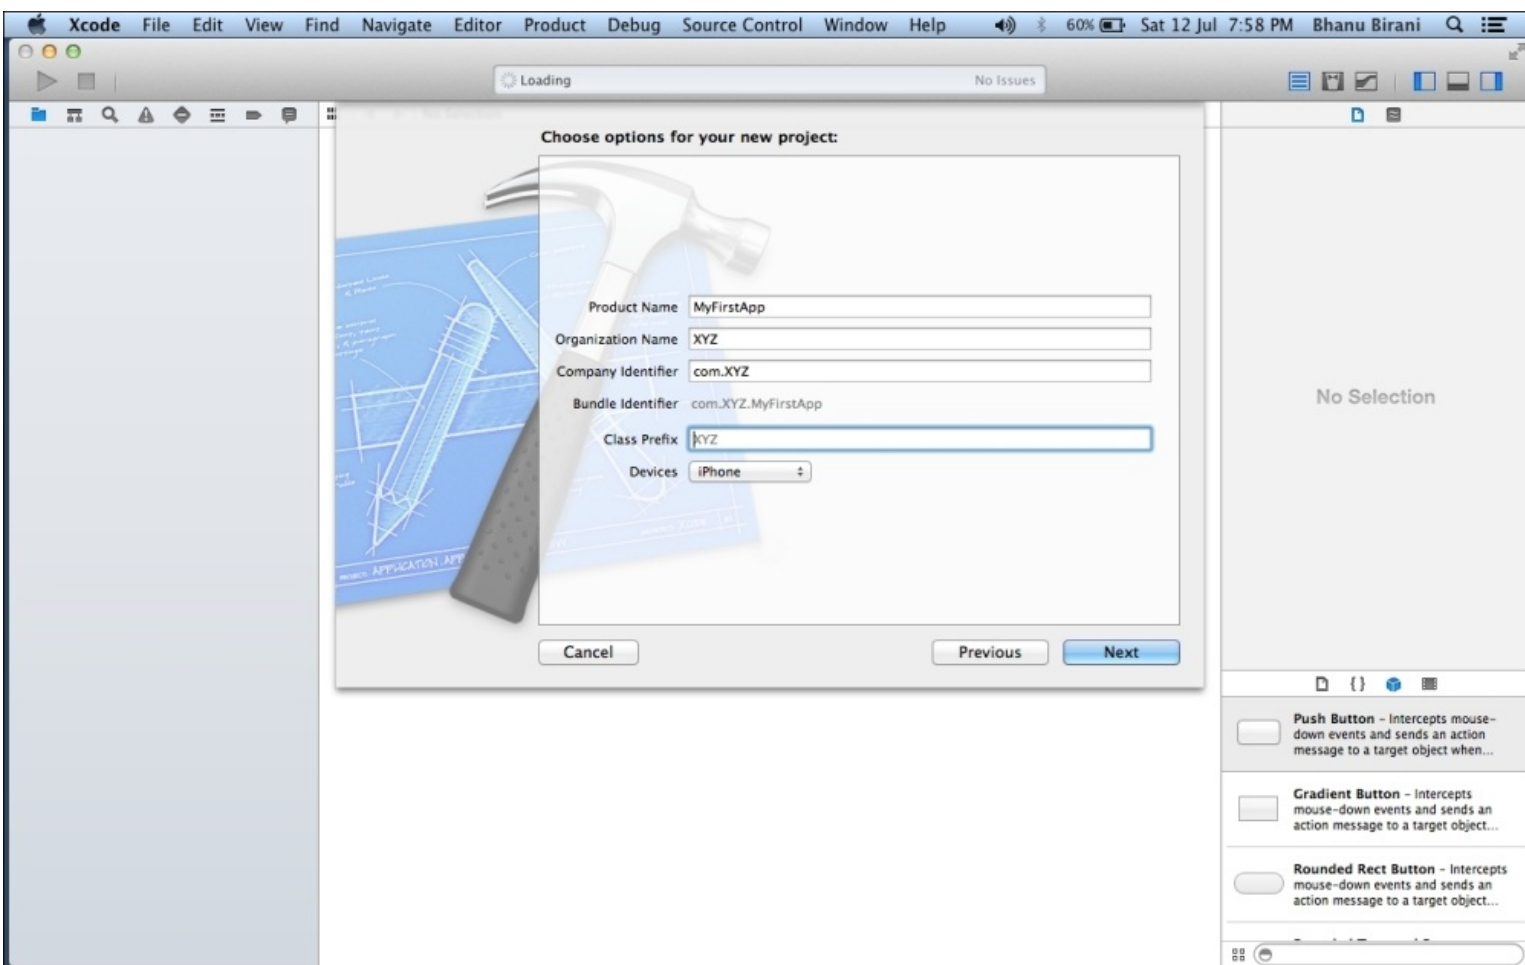 Xcode File Edit View Find Navigate Editor Product Debug Source Control Window Help 60% Sat 12 Jul 7:58 PM Bhanu Birani
Loading No Issues
No Selection
Choose options for your new project:
Product Name MyFirstApp
Organization Name XYZ
Company Identifier com.XYZ
Bundle Identifier com.XYZ.MyFirstApp
Class Prefix XYZ
Devices iPhone
PROJECT: APPLICATION.APP
Cancel Previous Next
No Selection
{}
Push Button - Intercepts mouse-
down events and sends an action
message to a target object when...
Gradient Button - Intercepts
mouse-down events and sends an
action message to a target object...
Rounded Rect Button - Intercepts
mouse-down events and sends an
action message to a target object...